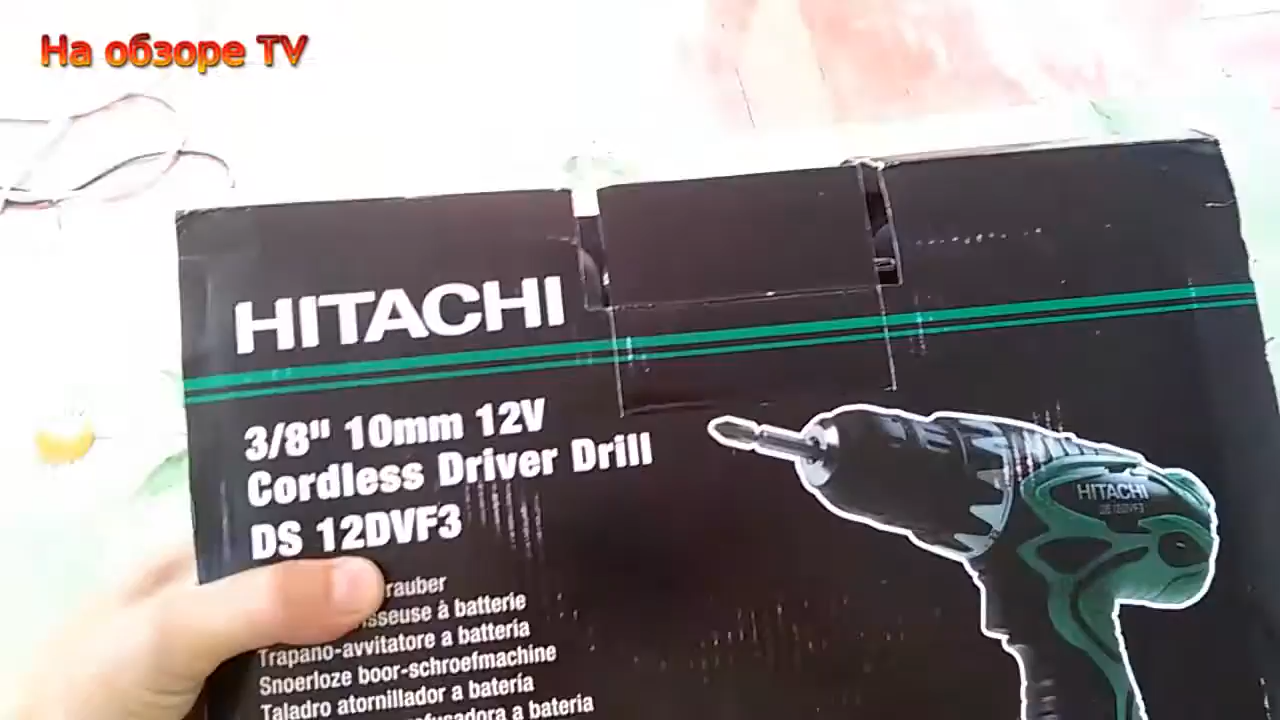 На обзоре TV
HITACHI
3/8" 10mm 12V
Cordless Driver Drill
DS 12DVF3
HITACHI
DS 12DVF3
rauber
sseuse à batterie
Trapano-avvitatore a batteria
Snoerloze boor-schroefmachine
Taladro atornillador a batería
a bateria